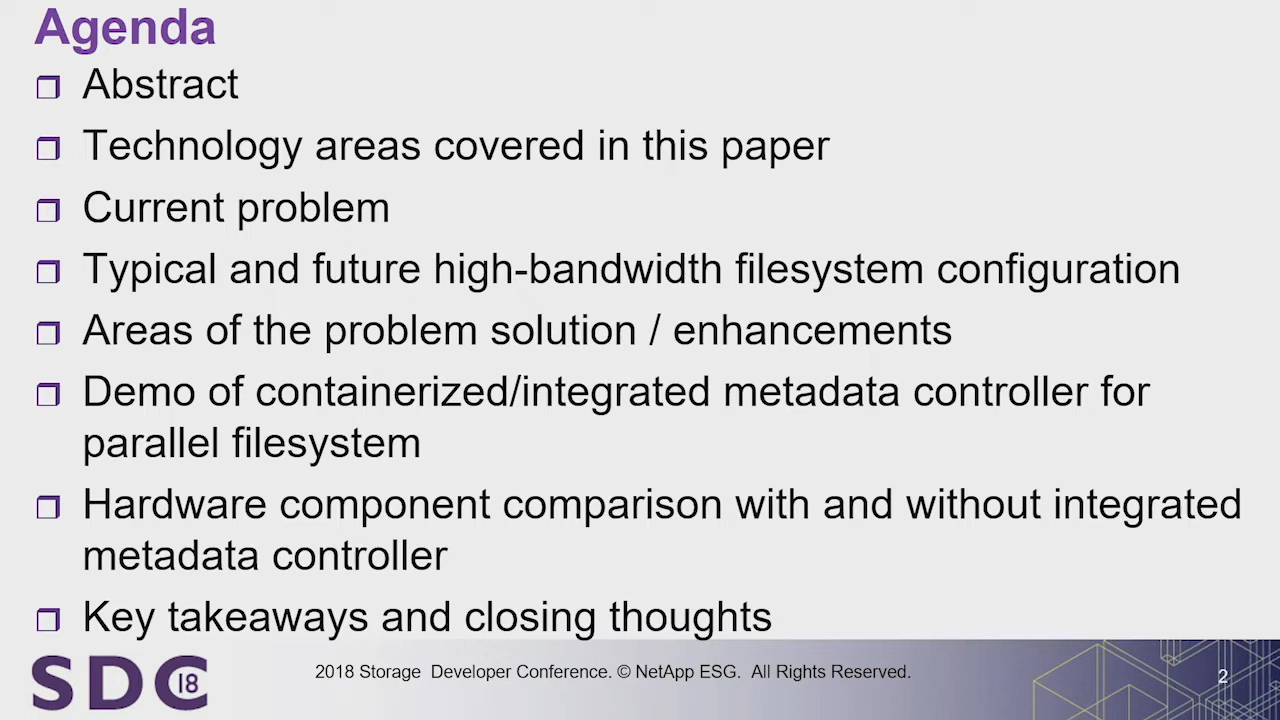 Agenda
Abstract
Technology areas covered in this paper
Current problem
Typical and future high-bandwidth filesystem configuration
Areas of the problem solution / enhancements
Demo of containerized/integrated metadata controller for
parallel filesystem
Hardware component comparison with and without integrated
metadata controller
Key takeaways and closing thoughts
SDC 18
2018 Storage Developer Conference. © NetApp ESG. All Rights Reserved.
2